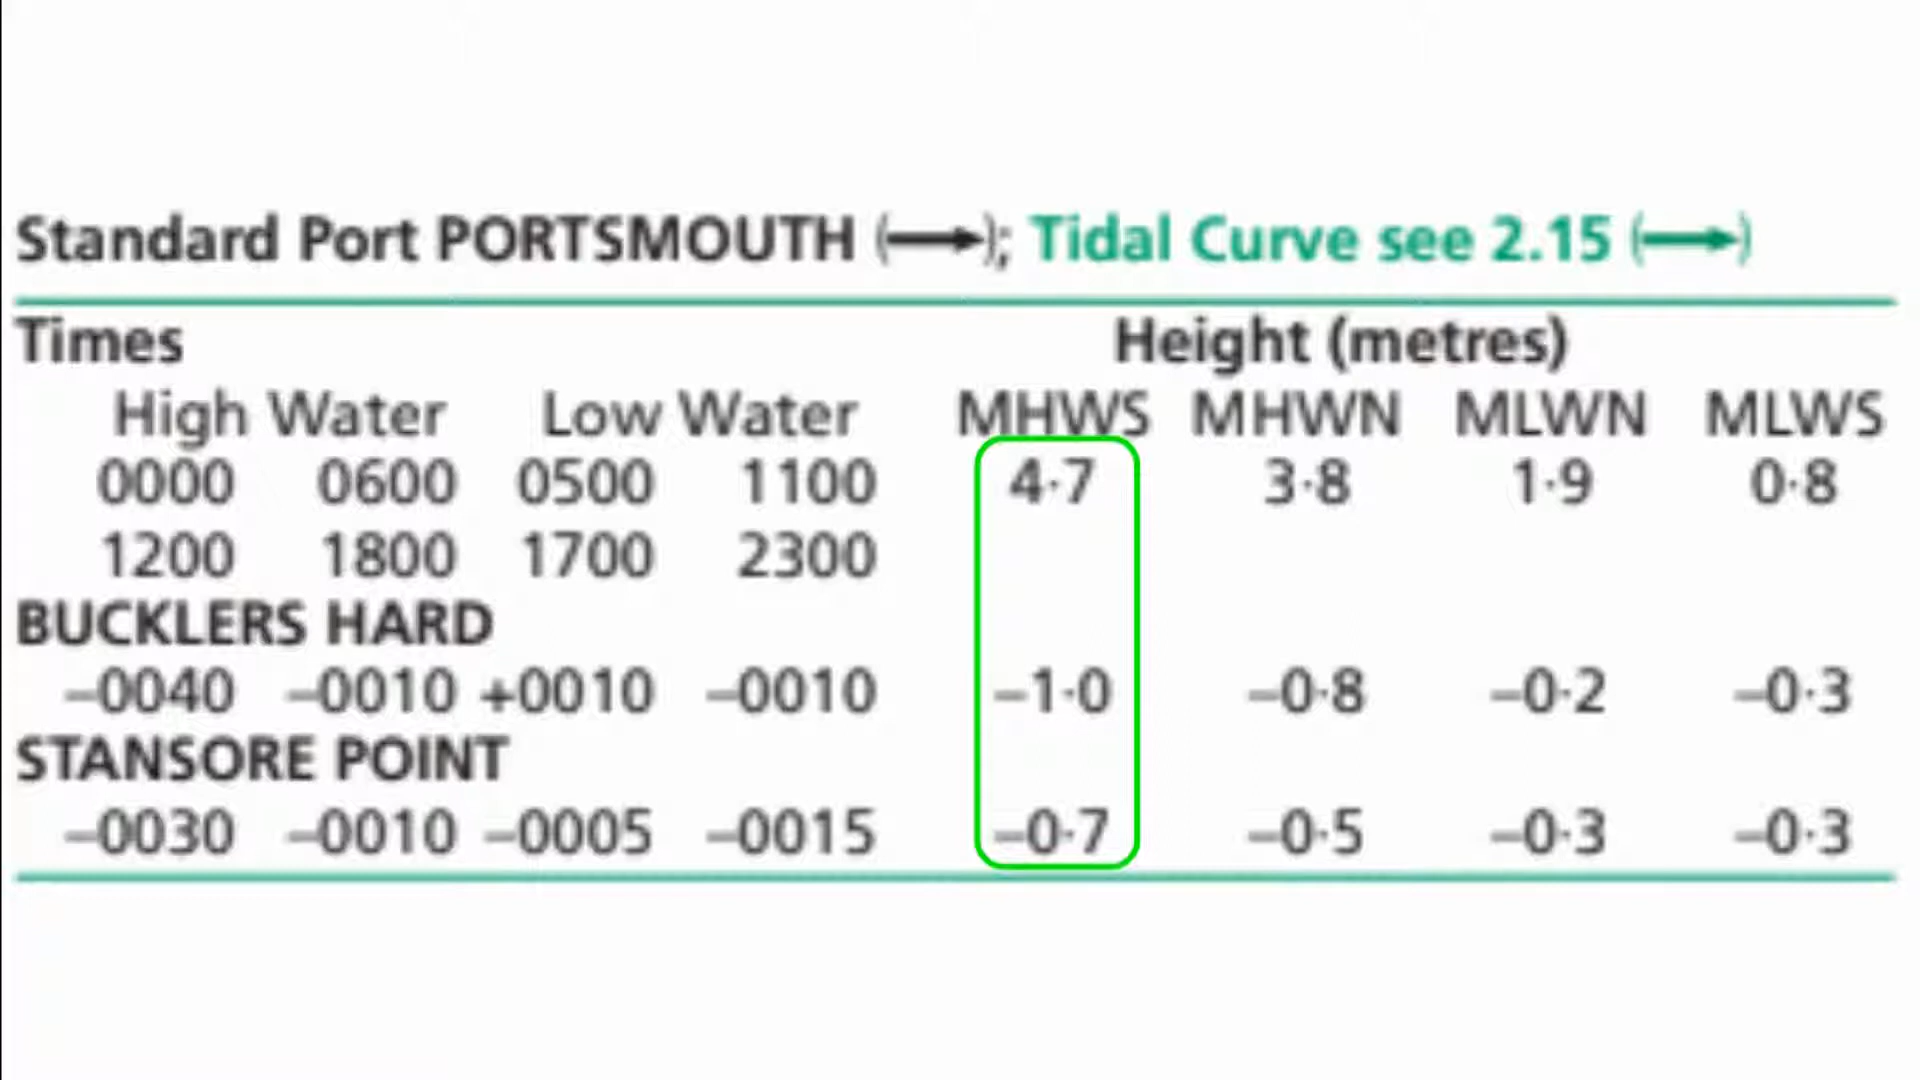 Standard Port PORTSMOUTH (→); Tidal Curve see 2.15 (→)
Times Height (metres)
High Water Low Water MHWS MHWN MLWN MLWS
0000 0600 0500 1100 4·7 3·8 1·9 0·8
1200 1800 1700 2300
BUCKLERS HARD
–0040 –0010 +0010 –0010 –1·0 –0·8 –0·2 –0·3
STANSORE POINT
–0030 –0010 –0005 –0015 –0·7 –0·5 –0·3 –0·3